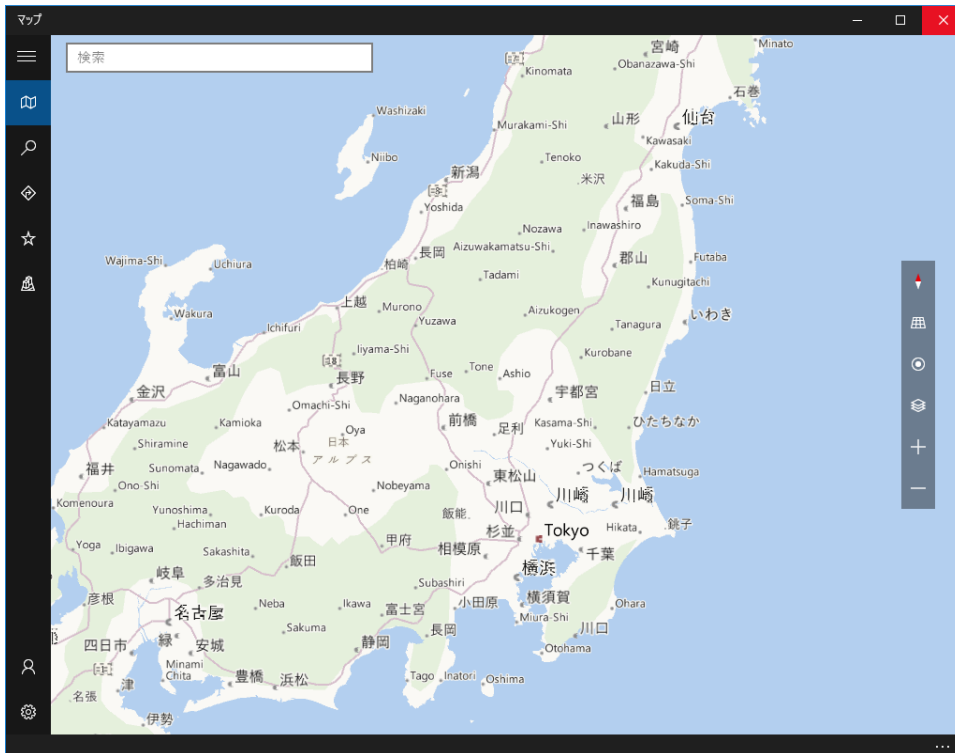 マップ
検索
宮崎
Minato
Obanazawa-Shi
Kinomata
石巻
Washizaki
山形
仙台
Murakami-Shi
Kawasaki
Niibo
Tenoko
Kakuda-Shi
新潟
米沢
福島
Soma-Shi
Yoshida
Nozawa
Inawashiro
長岡
Aizuwakamatsu-Shi
郡山
Futaba
Wajima-Shi
Uchiura
柏崎
Tadami
Kunugitachi
上越
Murono
Wakura
Aizukogen
いわき
Ichifuri
Yuzawa
Tanagura
Iiyama-Shi
Kurobane
富山
長野
Fuse
Tone
Ashio
日立
金沢
Omachi-Shi
Naganohara
宇都宮
Katayamazu
Kamioka
Oya
前橋
足利
Kasama-Shi
ひたちなか
Shiramine
松本
日本
アルプス
Yuki-Shi
福井
Sunomata
Nagawado
Onishi
つくば
Hamatsuga
Ono-Shi
Nobeyama
東松山
川崎
川崎
Komenoura
Yunoshima
Kuroda
One
飯能
川口
Hachiman
杉並
Tokyo
Hikata
銚子
Yoga
Ibigawa
Sakashita
飯田
甲府
相模原
千葉
岐阜
多治見
Subashiri
横浜
彦根
Neba
Ikawa
富士宮
小田原
横須賀
Ohara
名古屋
Miura-Shi
Sakuma
長岡
川口
四日市
緑
安城
静岡
Otohama
Minami
Chita
豊橋
浜松
Tago
Inatori
Oshima
津
名張
伊勢